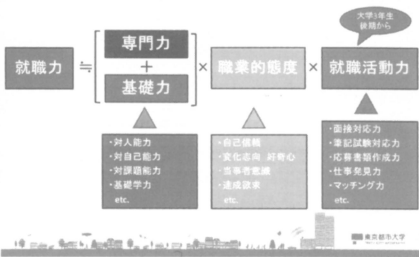 大学3年生
後期から
就職力
≒
専門力
+
基礎力
×
職業的態度
×
就職活動力
・対人能力
・対自己能力
・対課題能力
・基礎学力
etc.
・自己信頼
・変化志向 好奇心
・当事者意識
・達成欲求
etc.
・面接対応力
・筆記試験対応力
・応募書類作成力
・仕事発見力
・マッチング力
etc.
東京都市大学